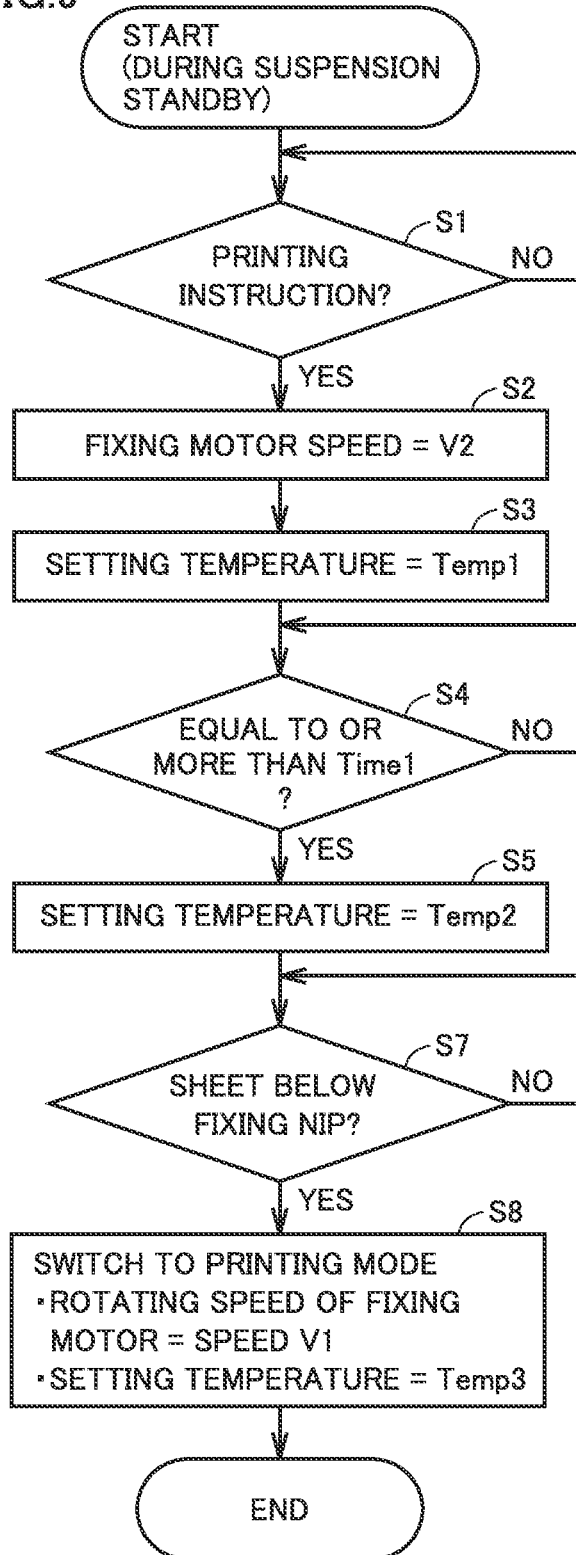 START
(DURING SUSPENSION
STANDBY)
S1
PRINTING
INSTRUCTION?
NO
YES
S2
FIXING MOTOR SPEED = V2
S3
SETTING TEMPERATURE = Temp1
S4
EQUAL TO OR
MORE THAN Time1
?
NO
YES
S5
SETTING TEMPERATURE = Temp2
S7
SHEET BELOW
FIXING NIP?
NO
YES
S8
SWITCH TO PRINTING MODE
・ROTATING SPEED OF FIXING
MOTOR = SPEED V1
・SETTING TEMPERATURE = Temp3
END